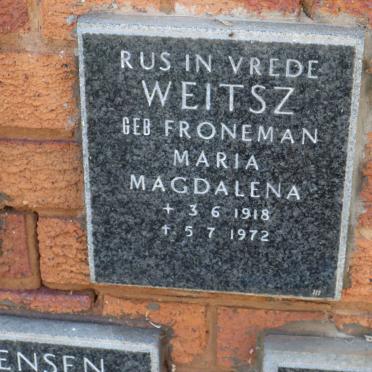 RUS IN VREDE
WEITSZ
GEB FRONEMAN
MARIA
MAGDALENA
+ 3 6 1918
✝ 5 7 1972
ENSEN